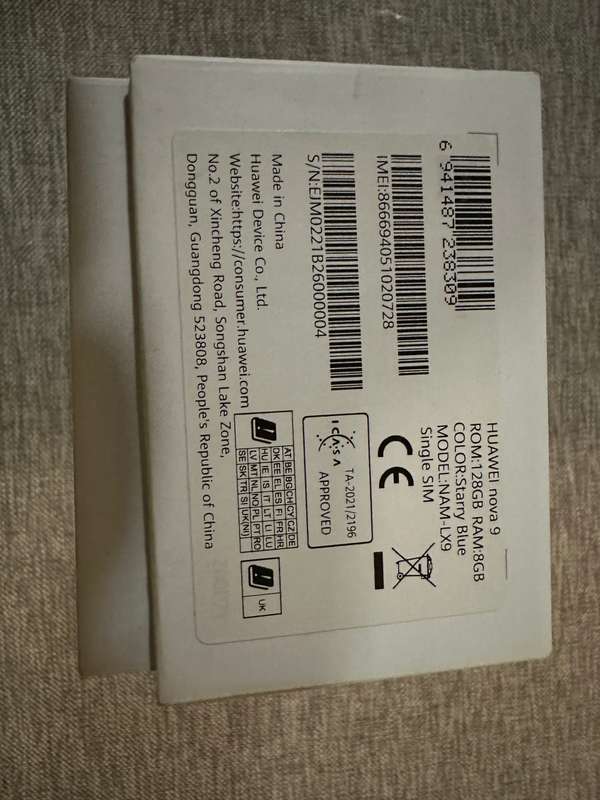 HUAWEI nova 9
ROM:128GB RAM:8GB
COLOR:Starry Blue
MODEL:NAM-LX9
Single SIM
6 941487 238309
IMEI:866694051020728
S/N:EJM0221B26000004
Made in China
Huawei Device Co., Ltd.
Website:https://consumer.huawei.com
No.2 of Xincheng Road, Songshan Lake Zone,
Dongguan, Guangdong 523808, People's Republic of China
CE
ICASA
TA-2021/2196
APPROVED
AT BE BG CH CY CZ DE
DK EE EL ES FI FR HR
HU IE IS IT LT LI LU
LV MT NL NO PL PT RO
SE SK TR SI UK(NI)
UK